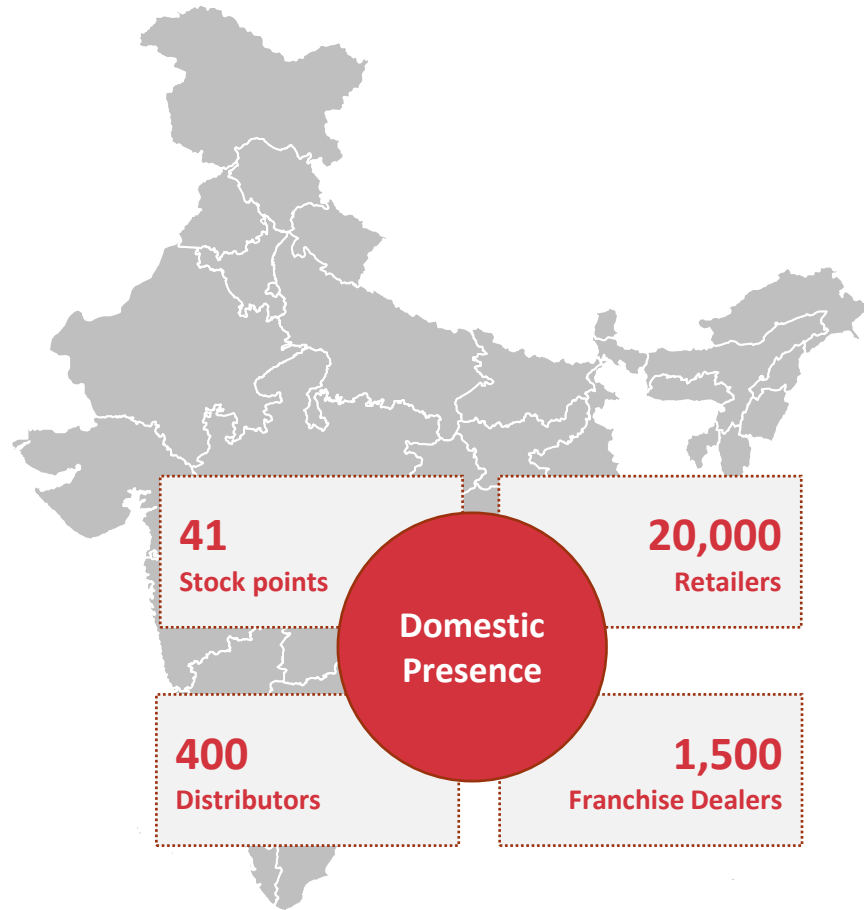 41
Stock points
20,000
Retailers
Domestic
Presence
400
Distributors
1,500
Franchise Dealers